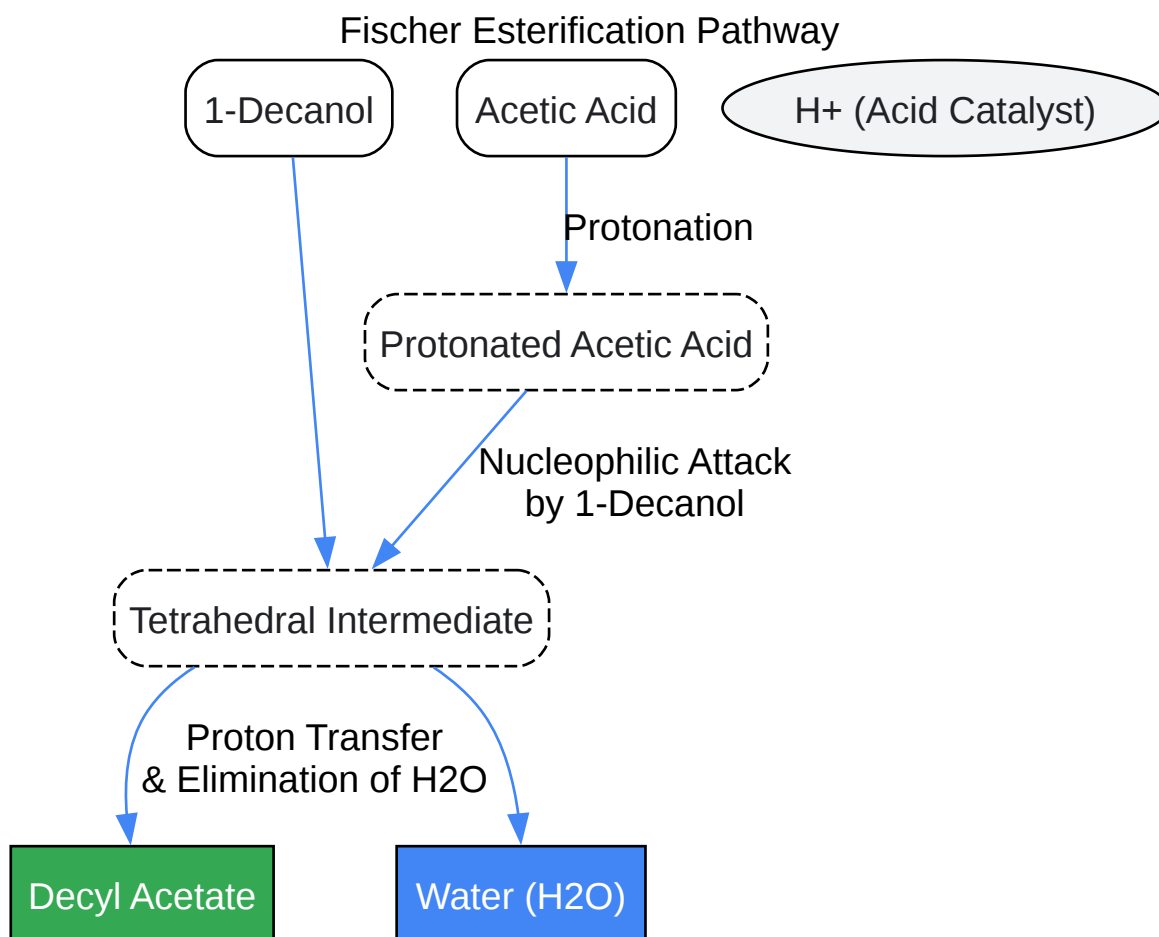 Fischer Esterification Pathway
1-Decanol
Acetic Acid
H+ (Acid Catalyst)
Protonation
Protonated Acetic Acid
Nucleophilic Attack
by 1-Decanol
Tetrahedral Intermediate
Proton Transfer
& Elimination of H2O
Decyl Acetate
Water (H2O)